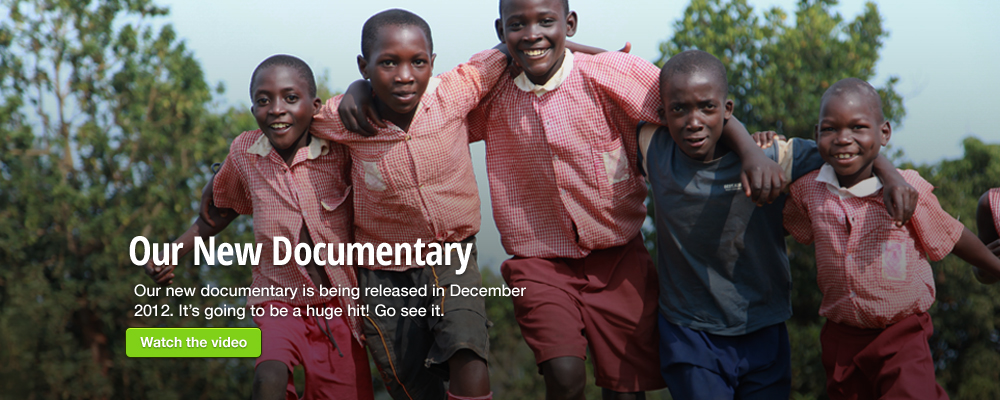 Our New Documentary
Our new documentary is being released in December
2012. It's going to be a huge hit! Go see it.
Watch the video